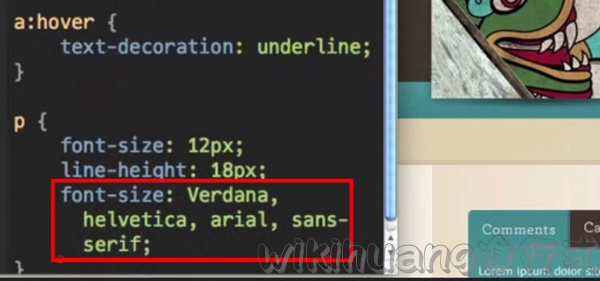 a:hover {
text-decoration: underline;
}
p {
font-size: 12px;
line-height: 18px;
font-size: Verdana,
helvetica, arial, sans-
serif;
}
Comments
Ca
Lorem ipsum dolor si
wikihuang